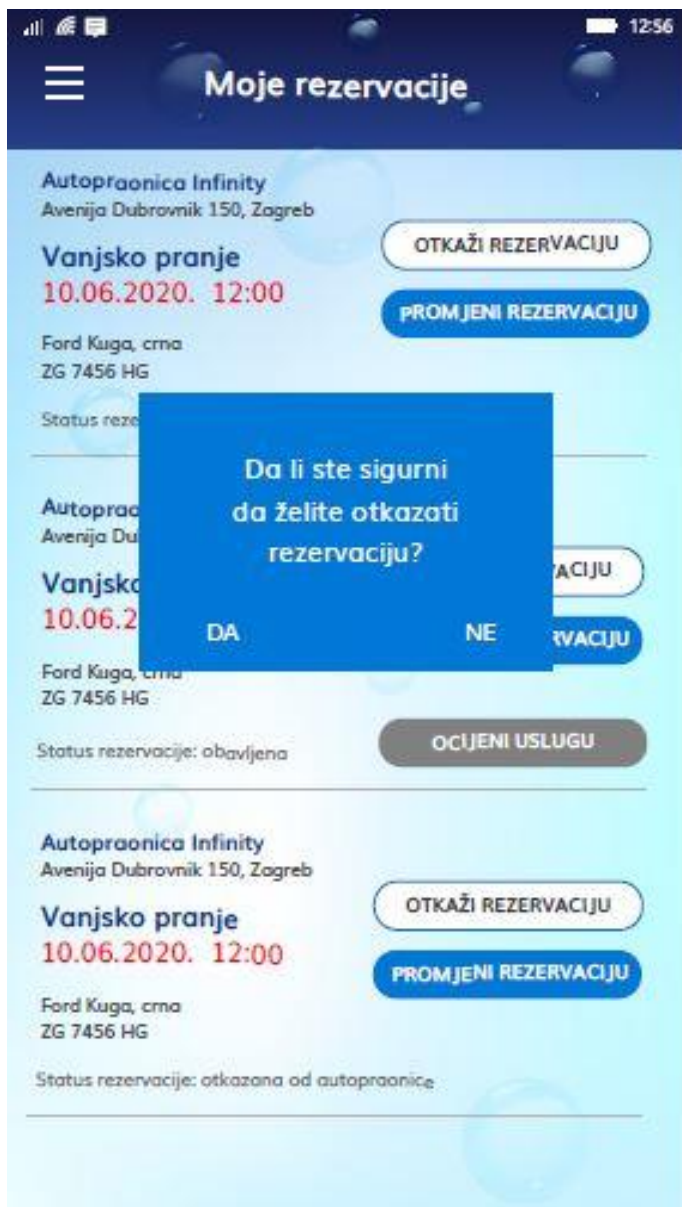 12:56
Moje rezervacije
Autopraonica Infinity
Avenija Dubrovnik 150, Zagreb
Vanjsko pranje
10.06.2020. 12:00
OTKAŽI REZERVACIJU
PROMJENI REZERVACIJU
Ford Kuga, crna
ZG 7456 HG
Status
Da li ste sigurni
da želite otkazati
rezervaciju?
DA NE
Ford Kuga,
ZG 7456 HG
Status rezervacije: obavljena
OCIJENI USLUGU
Autopraonica Infinity
Avenija Dubrovnik 150, Zagreb
Vanjsko pranje
10.06.2020. 12:00
OTKAŽI REZERVACIJU
PROMJENI REZERVACIJU
Ford Kuga, crna
ZG 7456 HG
Status rezervacije: otkazana od autopraonice